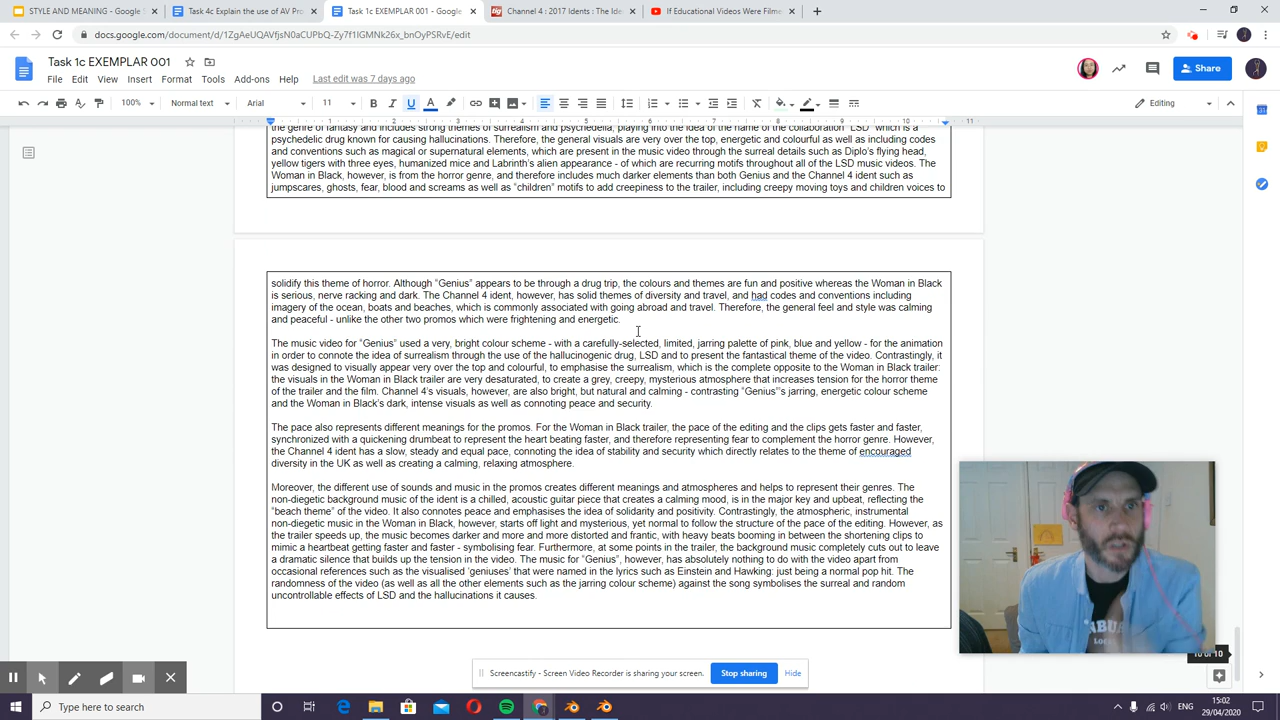 STYLE AND MEANING - Google S
Task 4c Explain the use of AV Pro
Task 1c EXEMPLAR 001 - Google
Channel 4 : 2017 Idents : The Ide
If Educational Videos Were Filme
docs.google.com/document/d/
Task 1c EXEMPLAR 001
Share
File Edit View Insert Format Tools Add-ons Help Last edit was 7 days ago
100% Normal text Arial 11 B I U A Editing
1 2 3 4 5 6 7 8 9 10 11
the genre of fantasy and includes strong themes of surrealism and psychedelia, playing into the idea of the name of the collaboration "LSD" which is a
psychedelic drug known for causing hallucinations. Therefore, the general visuals are very over the top, energetic and colourful as well as including codes
and conventions such as magical or supernatural elements, which are present in the music video through the surreal details such as Diplo's flying head,
yellow tigers with three eyes, humanized mice and Labrinth's alien appearance - of which are recurring motifs throughout all of the LSD music videos. The
Woman in Black, however, is from the horror genre, and therefore includes much darker elements than both Genius and the Channel 4 ident such as
jumpscares, ghosts, fear, blood and screams as well as "children" motifs to add creepiness to the trailer, including creepy moving toys and children voices to
solidify this theme of horror. Although "Genius" appears to be through a drug trip, the colours and themes are fun and positive whereas the Woman in Black
is serious, nerve racking and dark. The Channel 4 ident, however, has solid themes of diversity and travel, and had codes and conventions including
imagery of the ocean, boats and beaches, which is commonly associated with going abroad and travel. Therefore, the general feel and style was calming
and peaceful - unlike the other two promos which were frightening and energetic.
The music video for "Genius" used a very, bright colour scheme - with a carefully-selected, limited, jarring palette of pink, blue and yellow - for the animation
in order to connote the idea of surrealism through the use of the hallucinogenic drug, LSD and to present the fantastical theme of the video. Contrastingly, it
was designed to visually appear very over the top and colourful, to emphasise the surrealism, which is the complete opposite to the Woman in Black trailer:
the visuals in the Woman in Black trailer are very desaturated, to create a grey, creepy, mysterious atmosphere that increases tension for the horror theme
of the trailer and the film. Channel 4's visuals, however, are also bright, but natural and calming - contrasting "Genius"'s jarring, energetic colour scheme
and the Woman in Black's dark, intense visuals as well as connoting peace and security.
The pace also represents different meanings for the promos. For the Woman in Black trailer, the pace of the editing and the clips gets faster and faster,
synchronized with a quickening drumbeat to represent the heart beating faster, and therefore representing fear to complement the horror genre. However,
the Channel 4 ident has a slow, steady and equal pace, connoting the idea of stability and security which directly relates to the theme of encouraged
diversity in the UK as well as creating a calming, relaxing atmosphere.
Moreover, the different use of sounds and music in the promos creates different meanings and atmospheres and helps to represent their genres. The
non-diegetic background music of the ident is a chilled, acoustic guitar piece that creates a calming mood, is in the major key and upbeat, reflecting the
"beach theme" of the video. It also connotes peace and emphasises the idea of solidarity and positivity. Contrastingly, the atmospheric, instrumental
non-diegetic music in the Woman in Black, however, starts off light and mysterious, yet normal to follow the structure of the pace of the editing. However, as
the trailer speeds up, the music becomes darker and more and more distorted and frantic, with heavy beats booming in between the shortening clips to
mimic a heartbeat getting faster and faster - symbolising fear. Furthermore, at some points in the trailer, the background music completely cuts out to leave
a dramatic silence that builds up the tension in the video. The music for "Genius", however, has absolutely nothing to do with the video apart from
occasional references such as the visualised 'geniuses' that were named in the lyrics such as Einstein and Hawking: just being a normal pop hit. The
randomness of the video (as well as all the other elements such as the jarring colour scheme) against the song symbolises the surreal and random
uncontrollable effects of LSD and the hallucinations it causes.
10 of 10
Screencastify - Screen Video Recorder is sharing your screen. Stop sharing Hide
Type here to search
ENG
15:02
29/04/2020